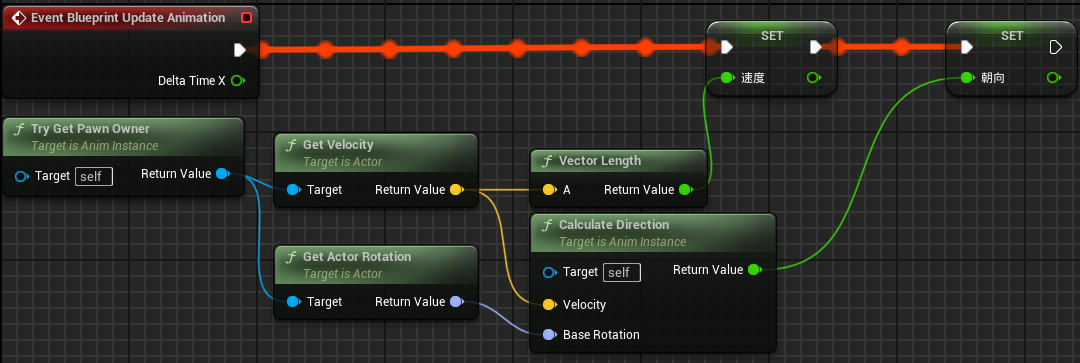 Event Blueprint Update Animation
Delta Time X
SET
速度
SET
朝向
Try Get Pawn Owner
Target is Anim Instance
Target self Return Value
Get Velocity
Target is Actor
Target Return Value
Vector Length
A Return Value
Calculate Direction
Target is Anim Instance
Target self Return Value
Velocity
Base Rotation
Get Actor Rotation
Target is Actor
Target Return Value